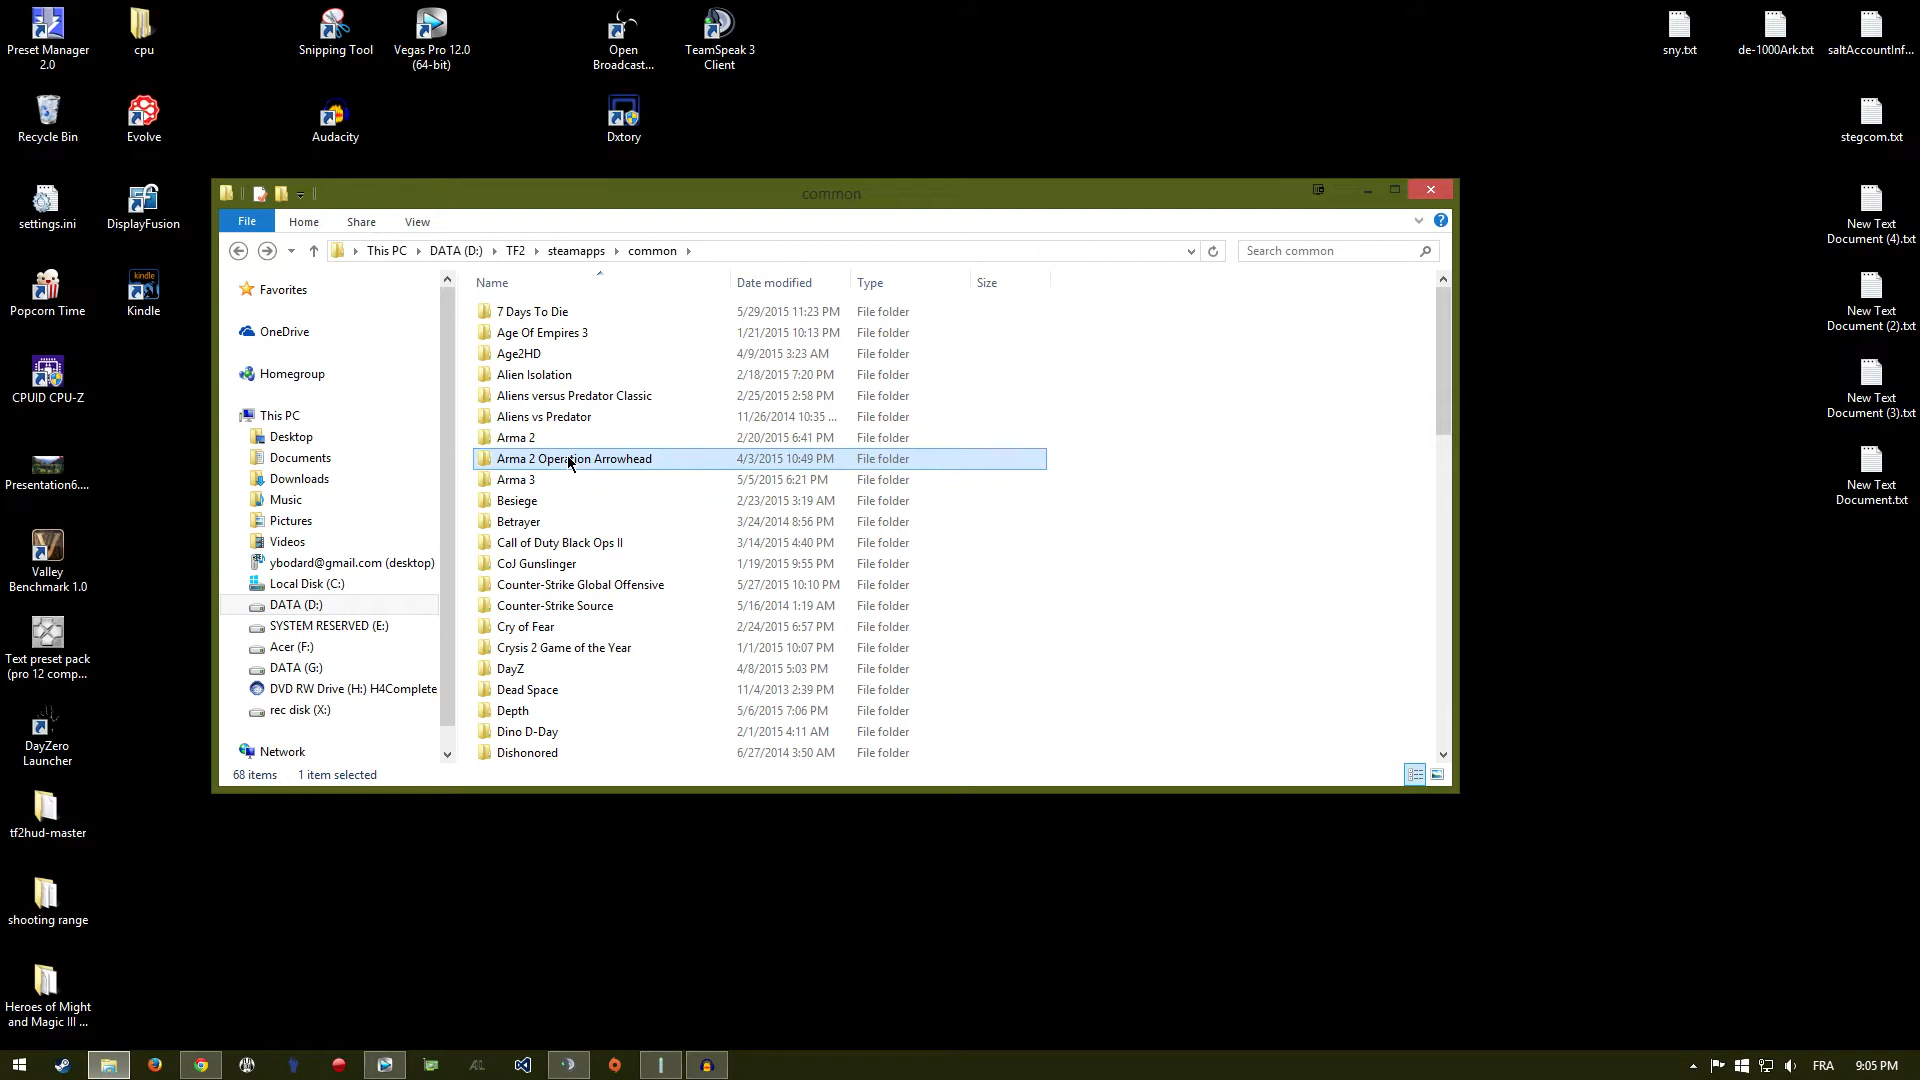 Preset Manager
2.0
cpu
Snipping Tool
Vegas Pro 12.0
(64-bit)
Open
Broadcast...
TeamSpeak 3
Client
sny.txt
de-1000Ark.txt
saltAccountInf...
Recycle Bin
Evolve
Audacity
Dxtory
stegcom.txt
settings.ini
DisplayFusion
New Text
Document (4).txt
Popcorn Time
kindle
Kindle
New Text
Document (2).txt
CPUID CPU-Z
New Text
Document (3).txt
Presentation6....
New Text
Document.txt
Valley
Benchmark 1.0
Text preset pack
(pro 12 comp...
DayZero
Launcher
tf2hud-master
shooting range
Heroes of Might
and Magic III ...
common
File Home Share View
This PC DATA (D:) TF2 steamapps common
Search common
Favorites
OneDrive
Homegroup
This PC
Desktop
Documents
Downloads
Music
Pictures
Videos
ybodard@gmail.com (desktop)
Local Disk (C:)
DATA (D:)
SYSTEM RESERVED (E:)
Acer (F:)
DATA (G:)
DVD RW Drive (H:) H4Complete
rec disk (X:)
Network
Name Date modified Type Size
7 Days To Die 5/29/2015 11:23 PM File folder
Age Of Empires 3 1/21/2015 10:13 PM File folder
Age2HD 4/9/2015 3:23 AM File folder
Alien Isolation 2/18/2015 7:20 PM File folder
Aliens versus Predator Classic 2/25/2015 2:58 PM File folder
Aliens vs Predator 11/26/2014 10:35 ... File folder
Arma 2 2/20/2015 6:41 PM File folder
Arma 2 Operation Arrowhead 4/3/2015 10:49 PM File folder
Arma 3 5/5/2015 6:21 PM File folder
Besiege 2/23/2015 3:19 AM File folder
Betrayer 3/24/2014 8:56 PM File folder
Call of Duty Black Ops II 3/14/2015 4:40 PM File folder
CoJ Gunslinger 1/19/2015 9:55 PM File folder
Counter-Strike Global Offensive 5/27/2015 10:10 PM File folder
Counter-Strike Source 5/16/2014 1:19 AM File folder
Cry of Fear 2/24/2015 6:57 PM File folder
Crysis 2 Game of the Year 1/1/2015 10:07 PM File folder
DayZ 4/8/2015 5:03 PM File folder
Dead Space 11/4/2013 2:39 PM File folder
Depth 5/6/2015 7:06 PM File folder
Dino D-Day 2/1/2015 4:11 AM File folder
Dishonored 6/27/2014 3:50 AM File folder
68 items 1 item selected
FRA 9:05 PM